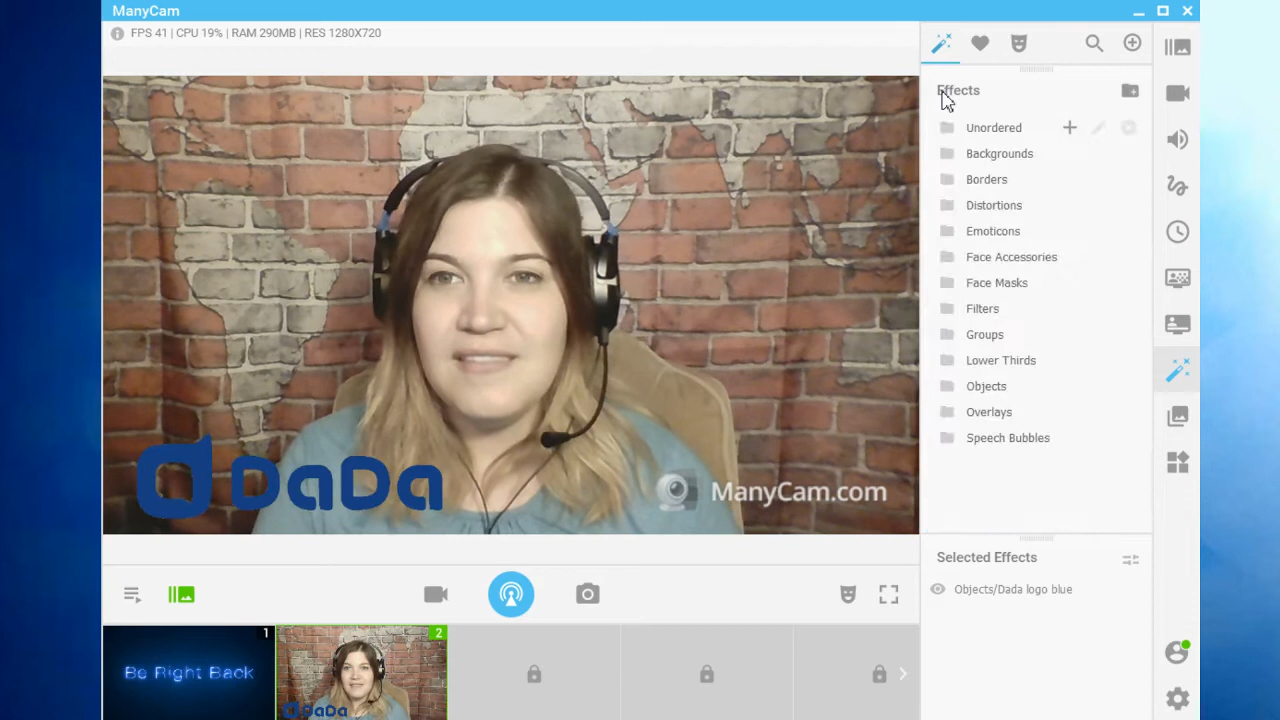 ManyCam
FPS 41 | CPU 19% | RAM 290MB | RES 1280X720
Effects
Unordered
Backgrounds
Borders
Distortions
Emoticons
Face Accessories
Face Masks
Filters
Groups
Lower Thirds
Objects
Overlays
Speech Bubbles
DaDa
ManyCam.com
Selected Effects
Objects/Dada logo blue
1
2
Be Right Back
DaDa